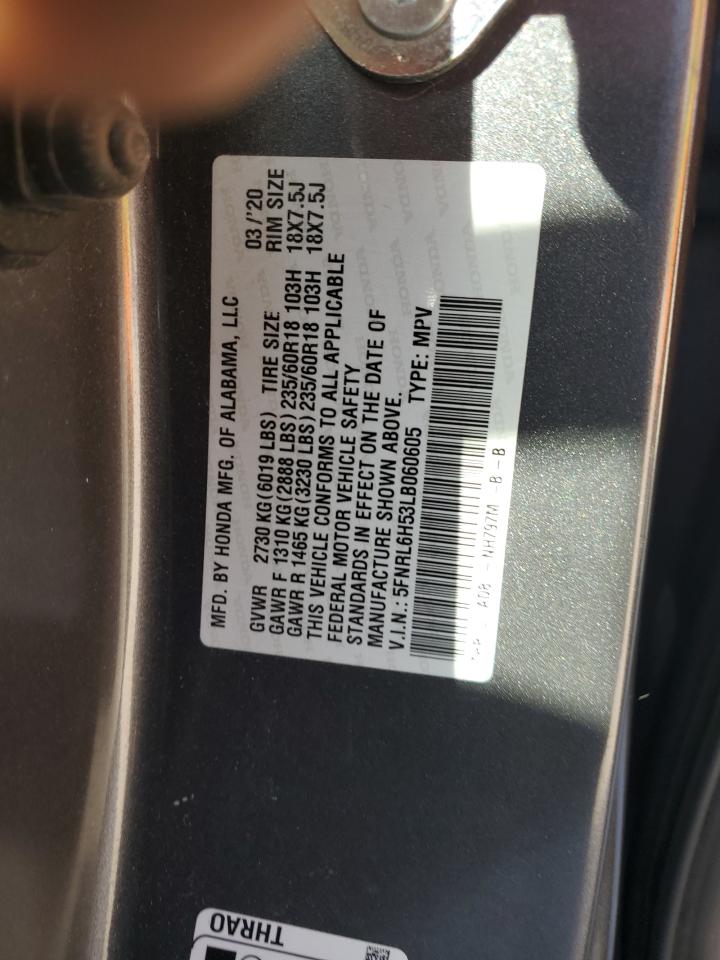 MFD. BY HONDA MFG. OF ALABAMA, LLC 03/'20
GVWR 2730 KG (6019 LBS) TIRE SIZE RIM SIZE
GAWR F 1310 KG (2888 LBS) 235/60R18 103H 18X7.5J
GAWR R 1465 KG (3230 LBS) 235/60R18 103H 18X7.5J
THIS VEHICLE CONFORMS TO ALL APPLICABLE
FEDERAL MOTOR VEHICLE SAFETY
STANDARDS IN EFFECT ON THE DATE OF
MANUFACTURE SHOWN ABOVE.
V.I.N.: 5FNRL6H53LB060605 TYPE: MPV
A08 - NH797M -B-B
THRAO